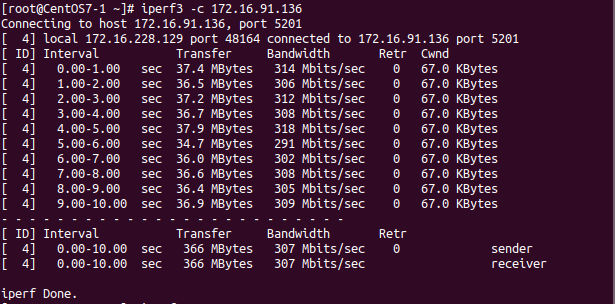 [root@CentOS7-1 ~]# iperf3 -c 172.16.91.136
Connecting to host 172.16.91.136, port 5201
[  4] local 172.16.228.129 port 48164 connected to 172.16.91.136 port 5201
[ ID] Interval           Transfer     Bandwidth       Retr  Cwnd
[  4]   0.00-1.00   sec  37.4 MBytes   314 Mbits/sec    0   67.0 KBytes
[  4]   1.00-2.00   sec  36.5 MBytes   306 Mbits/sec    0   67.0 KBytes
[  4]   2.00-3.00   sec  37.2 MBytes   312 Mbits/sec    0   67.0 KBytes
[  4]   3.00-4.00   sec  36.7 MBytes   308 Mbits/sec    0   67.0 KBytes
[  4]   4.00-5.00   sec  37.9 MBytes   318 Mbits/sec    0   67.0 KBytes
[  4]   5.00-6.00   sec  34.7 MBytes   291 Mbits/sec    0   67.0 KBytes
[  4]   6.00-7.00   sec  36.0 MBytes   302 Mbits/sec    0   67.0 KBytes
[  4]   7.00-8.00   sec  36.6 MBytes   308 Mbits/sec    0   67.0 KBytes
[  4]   8.00-9.00   sec  36.4 MBytes   305 Mbits/sec    0   67.0 KBytes
[  4]   9.00-10.00  sec  36.9 MBytes   309 Mbits/sec    0   67.0 KBytes
- - - - - - - - - - - - - - - - - - - - - - - - -
[ ID] Interval           Transfer     Bandwidth       Retr
[  4]   0.00-10.00  sec   366 MBytes   307 Mbits/sec    0             sender
[  4]   0.00-10.00  sec   366 MBytes   307 Mbits/sec                  receiver
iperf Done.